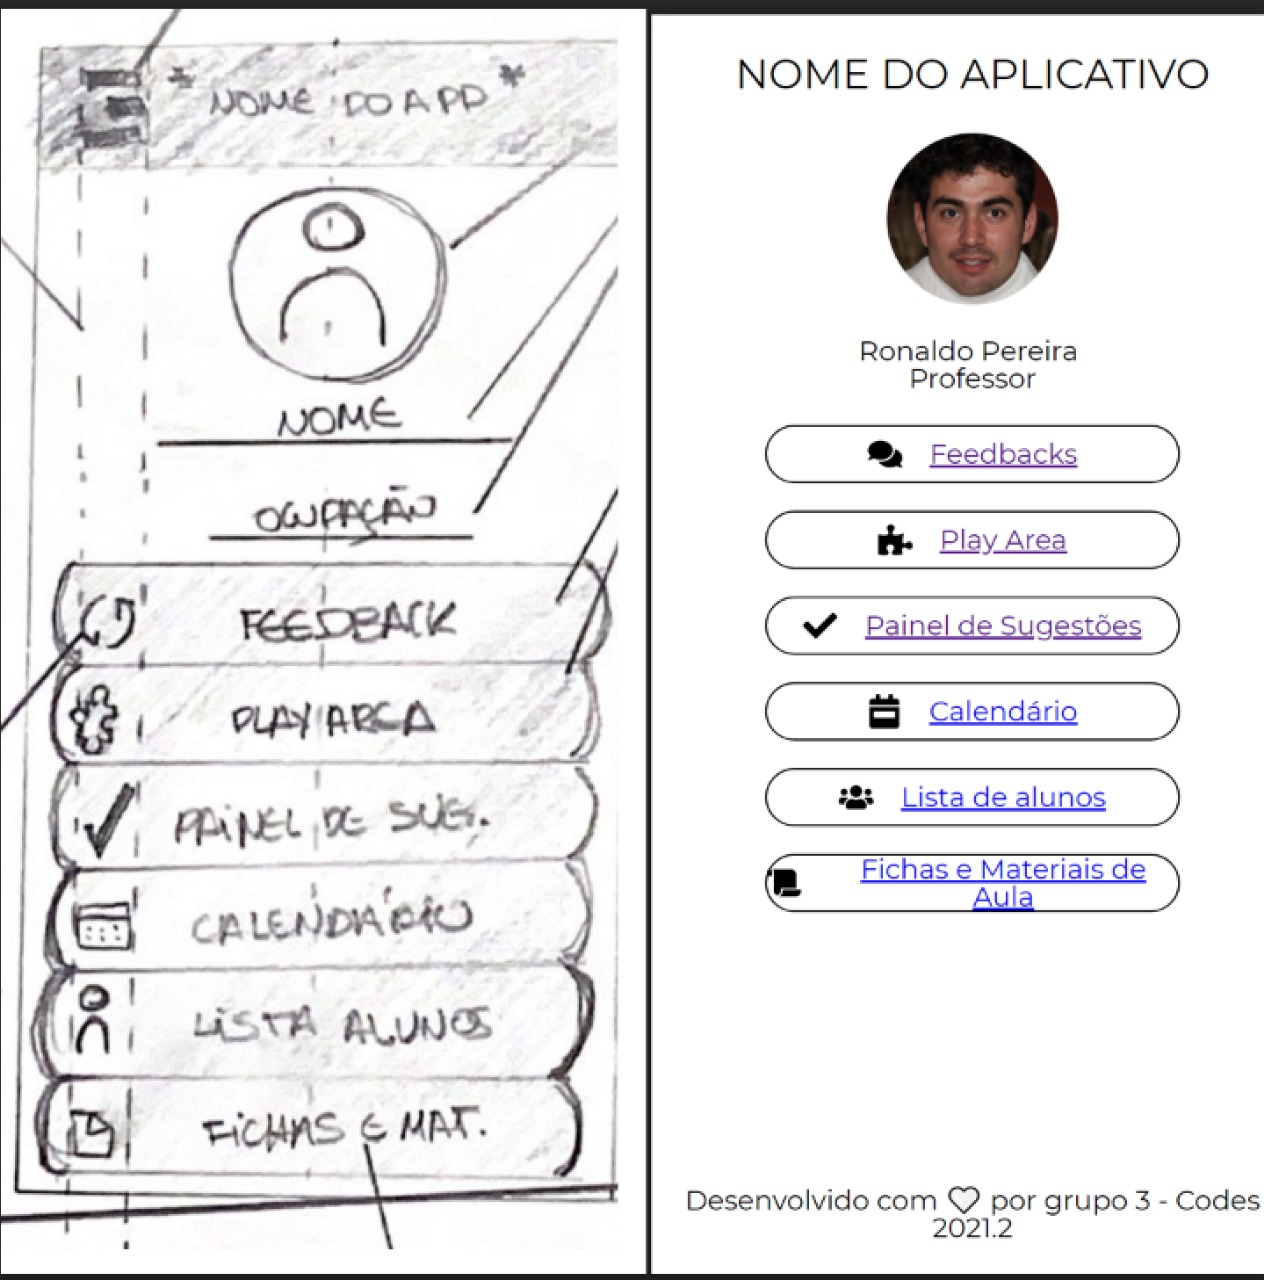 * NOME DO APP *
NOME
OCUPAÇÃO
FEEDBACK
PLAY AREA
PAINEL DE SUG.
CALENDÁRIO
LISTA ALUNOS
FICHAS E MAT.
NOME DO APLICATIVO
Ronaldo Pereira
Professor
Feedbacks
Play Area
Painel de Sugestões
Calendário
Lista de alunos
Fichas e Materiais de
Aula
Desenvolvido com ♡ por grupo 3 - Codes
2021.2